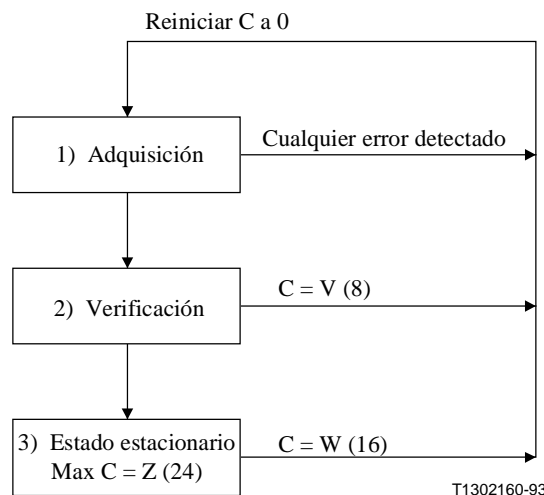 Reiniciar C a 0
1) Adquisición
Cualquier error detectado
2) Verificación
C = V (8)
3) Estado estacionario
Max C = Z (24)
C = W (16)
T1302160-93